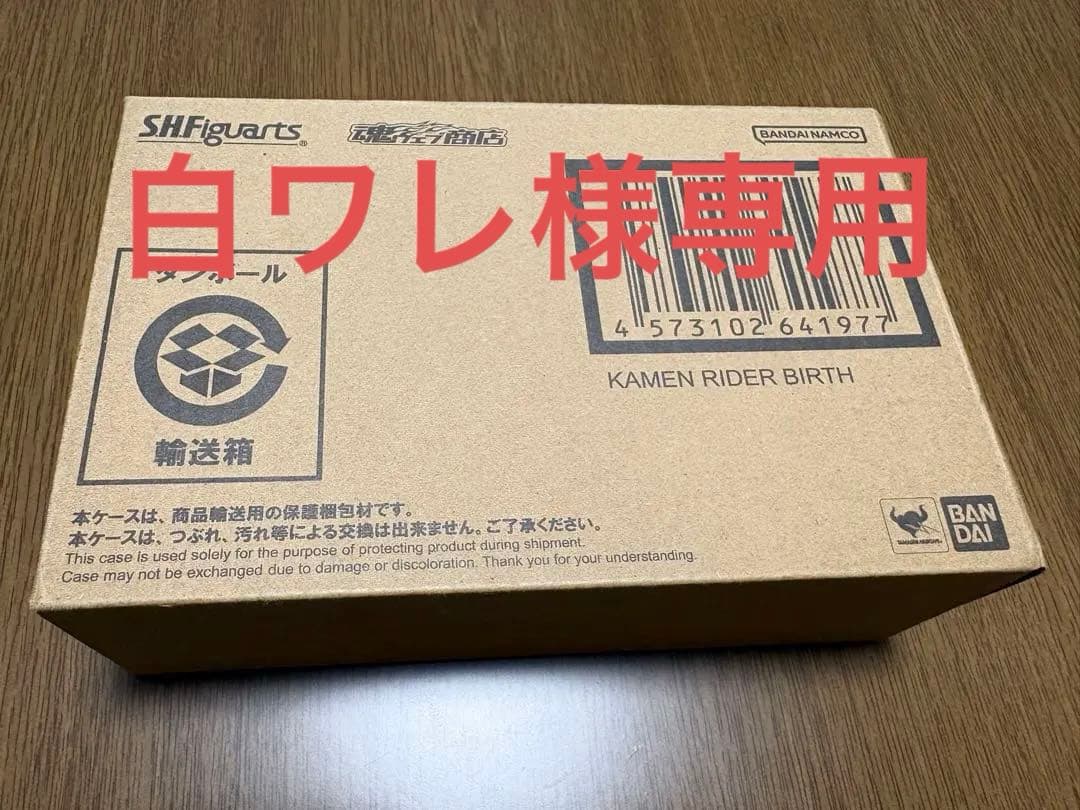 S.H.Figuarts®
魂ウェブ商店
BANDAI NAMCO
白ワレ様専用
ダンボール
4 573102 641977
KAMEN RIDER BIRTH
輸送箱
本ケースは、商品輸送用の保護梱包材です。
本ケースは、つぶれ、汚れ等による交換は出来ません。ご了承ください。
This case is used solely for the purpose of protecting product during shipment.
Case may not be exchanged due to damage or discoloration. Thank you for your understanding.
BAN
DAI